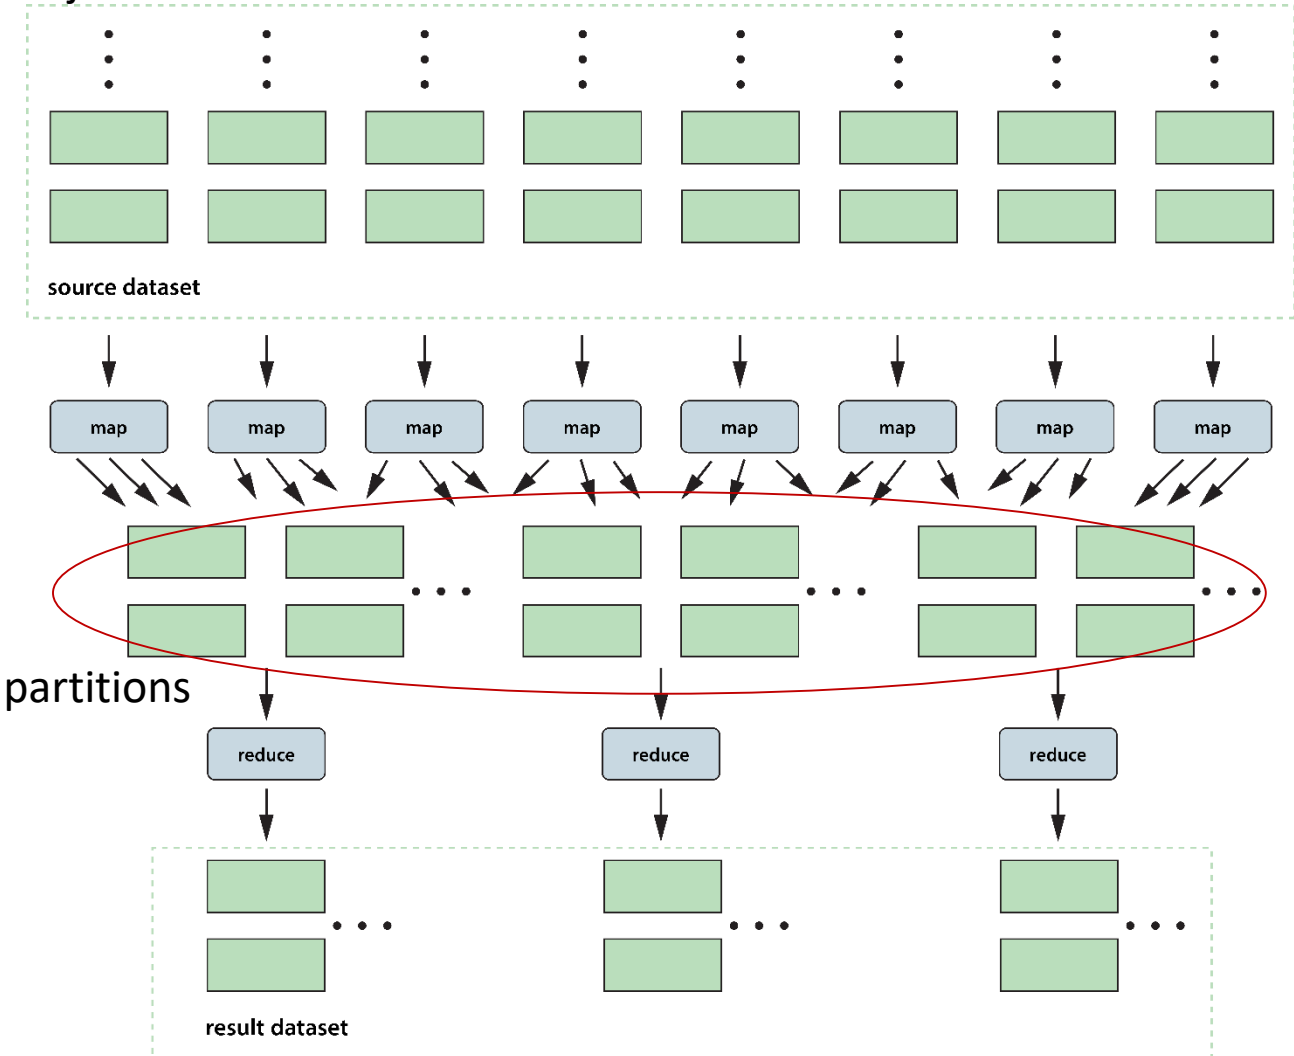 source dataset
map map map map map map map map
partitions
reduce reduce reduce
result dataset